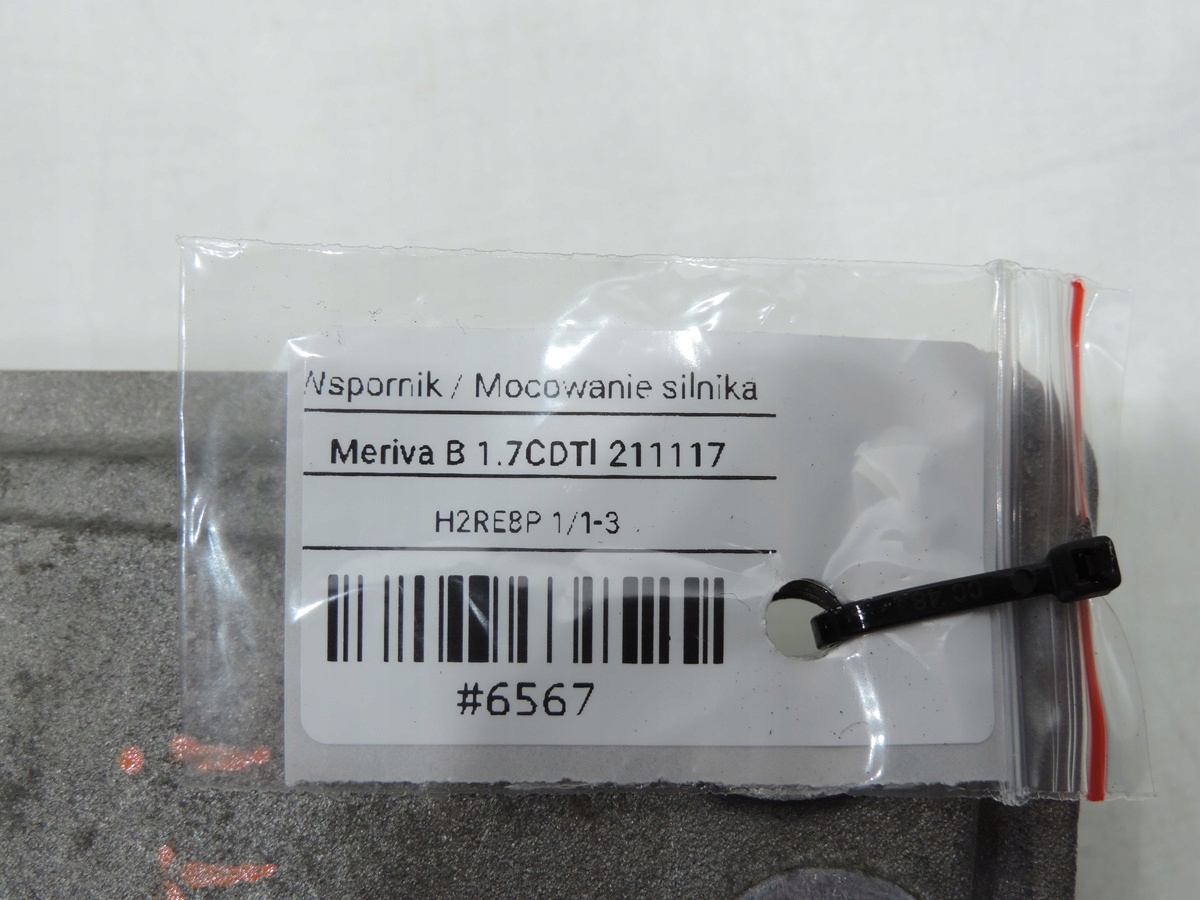 Wspornik / Mocowanie silnika
Meriva B 1.7CDTI 211117
H2RE8P 1/1-3
#6567